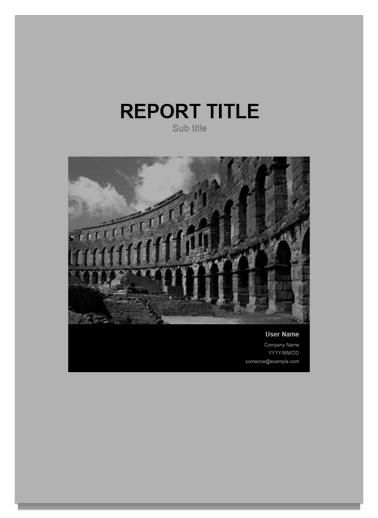 REPORT TITLE
Sub title
User Name
Company Name
YYYY/MM/DD
someone@example.com